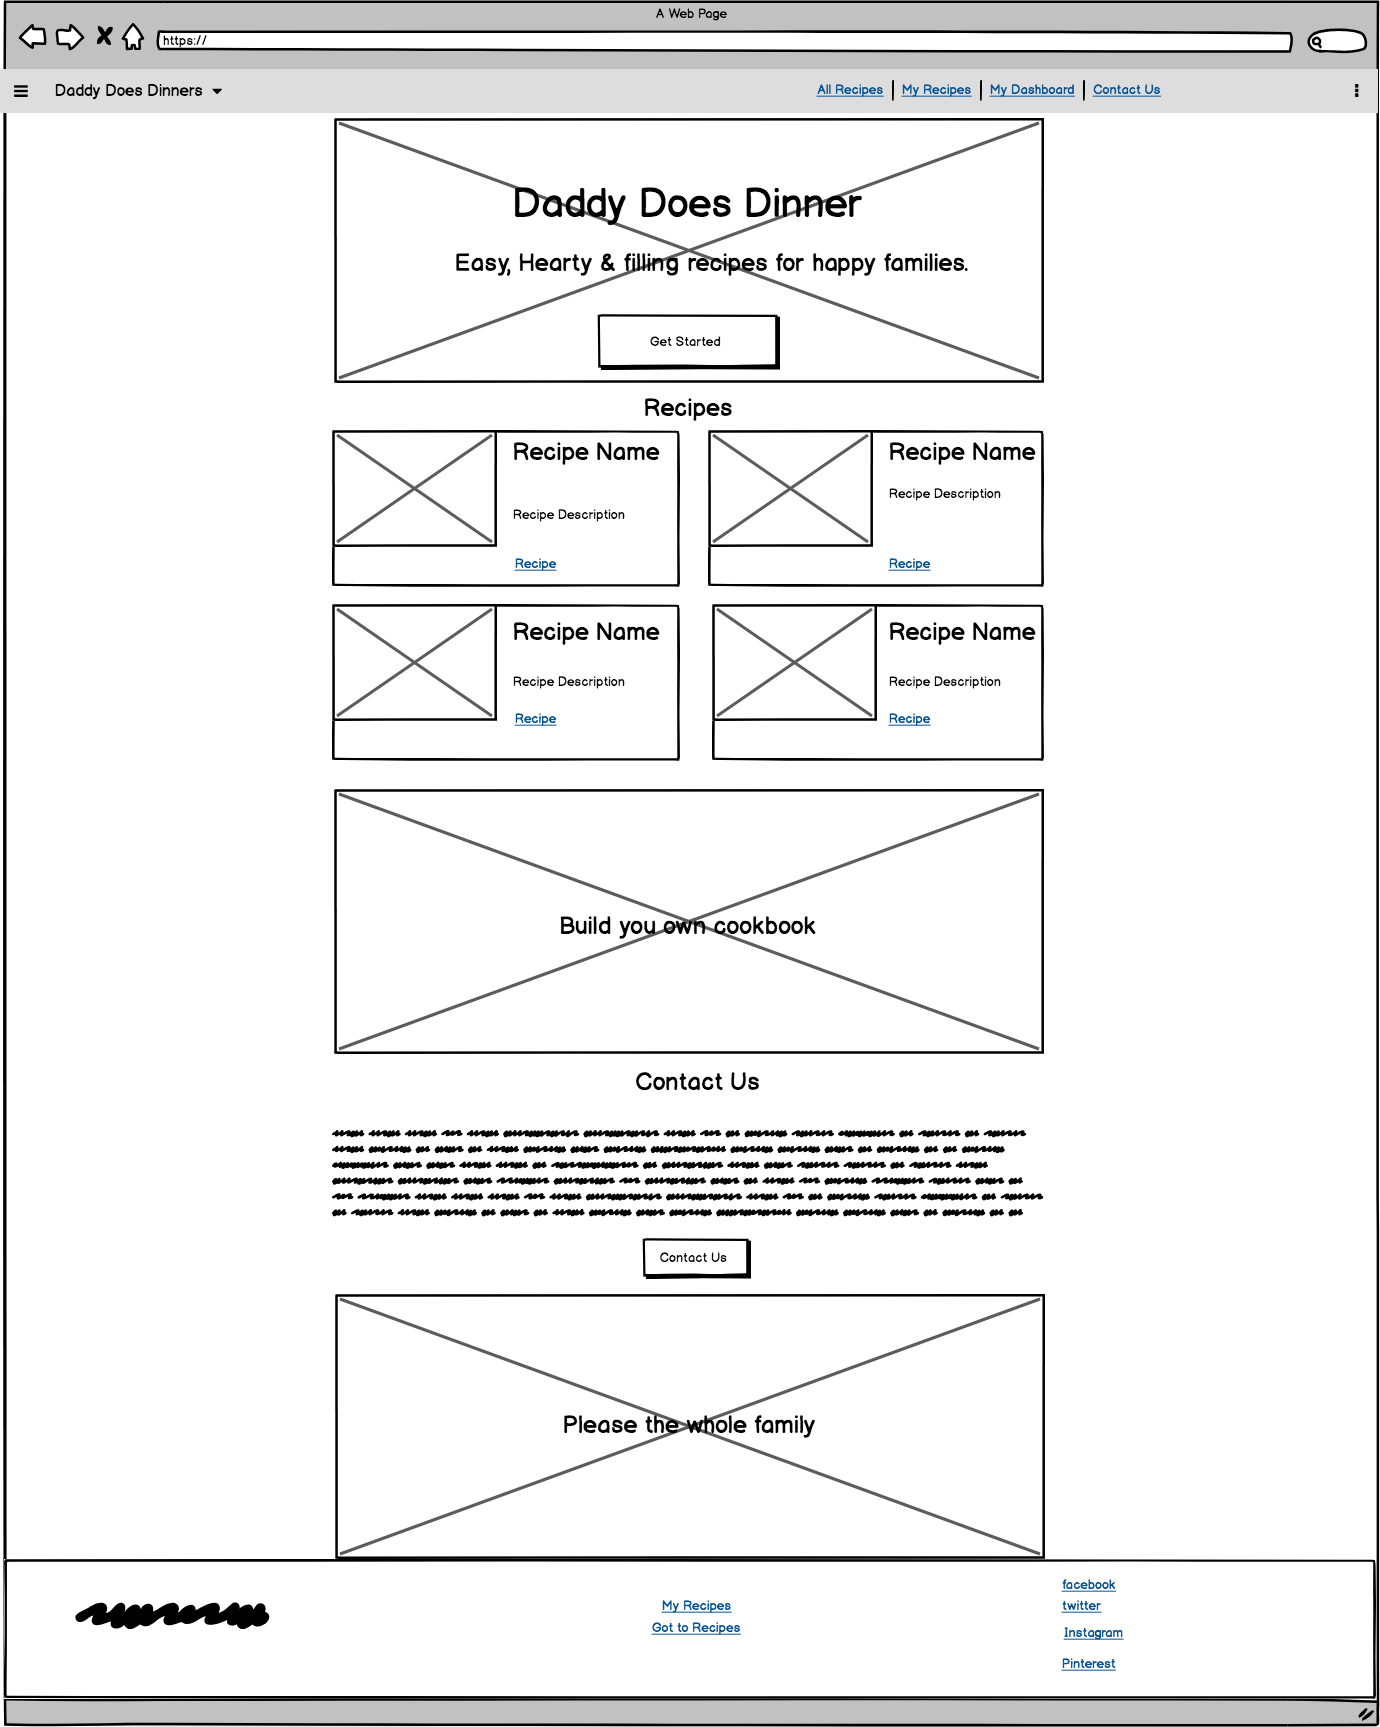 A Web Page
https://
Daddy Does Dinners
All Recipes My Recipes My Dashboard Contact Us
Daddy Does Dinner
Easy, Hearty & filling recipes for happy families.
Get Started
Recipes
Recipe Name
Recipe Description
Recipe
Recipe Name
Recipe Description
Recipe
Recipe Name
Recipe Description
Recipe
Recipe Name
Recipe Description
Recipe
Build you own cookbook
Contact Us
Contact Us
Please the whole family
My Recipes
Got to Recipes
facebook
twitter
Instagram
Pinterest